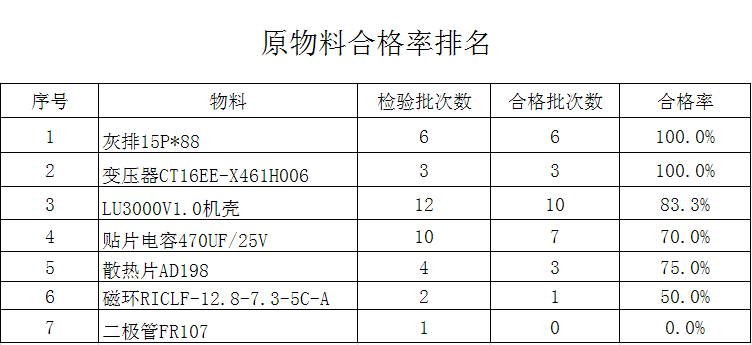 原物料合格率排名
序号 物料 检验批次数 合格批次数 合格率
1 灰排15P*88 6 6 100.0%
2 变压器CT16EE-X461H006 3 3 100.0%
3 LU3000V1.0机壳 12 10 83.3%
4 贴片电容470UF/25V 10 7 70.0%
5 散热片AD198 4 3 75.0%
6 磁环RICLF-12.8-7.3-5C-A 2 1 50.0%
7 二极管FR107 1 0 0.0%